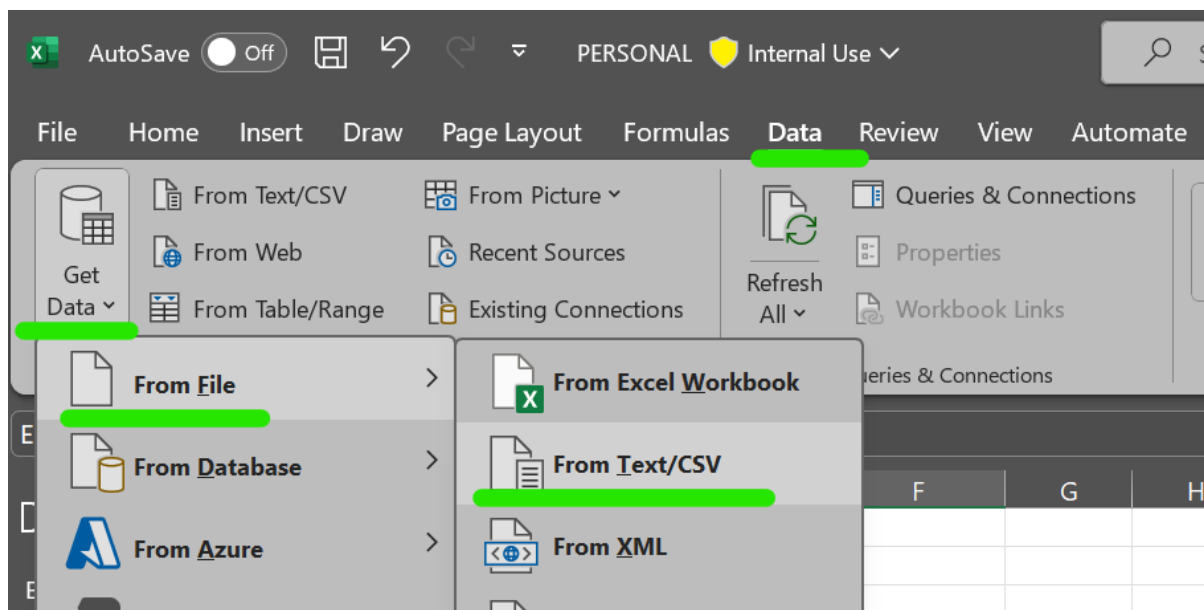 AutoSave Off PERSONAL Internal Use
File Home Insert Draw Page Layout Formulas Data Review View Automate
Get Data
From Text/CSV
From Web
From Table/Range
From Picture
Recent Sources
Existing Connections
Refresh
All
Queries & Connections
Properties
Workbook Links
ieries & Connections
From File
From Database
From Azure
From Excel Workbook
From Text/CSV
From XML
E
F G H